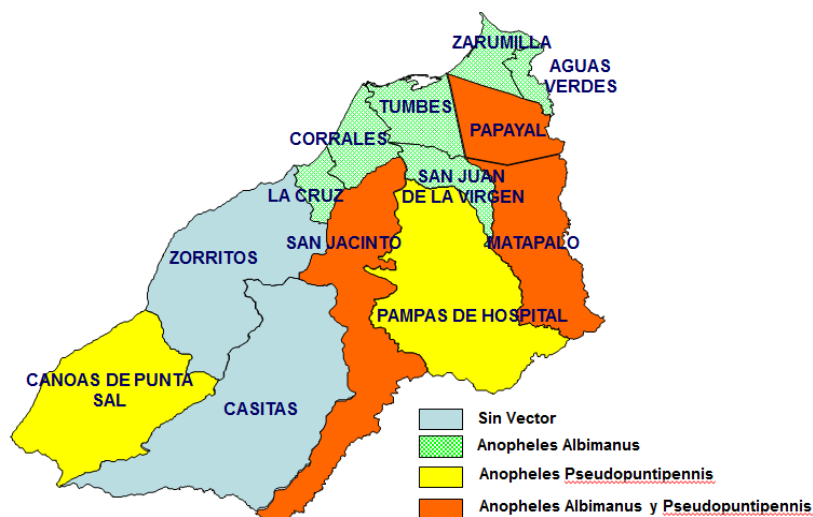 ZARUMILLA
AGUAS
VERDES
TUMBES
PAPAYAL
CORRALES
SAN JUAN
DE LA VIRGEN
LA CRUZ
SAN JACINTO
MATAPALO
ZORRITOS
PAMPAS DE HOSPITAL
CANOAS DE PUNTA
SAL
CASITAS
Sin Vector
Anopheles Albimanus
Anopheles Pseudopuntipennis
Anopheles Albimanus y Pseudopuntipennis